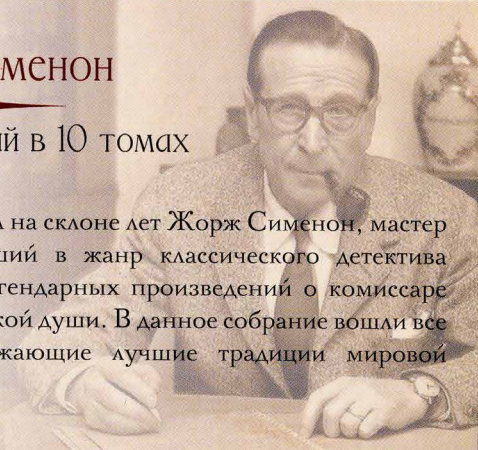 менон
й в 10 томах
л на склоне лет Жорж Сименон, мастер
ший в жанр классического детектива
гендарных произведений о комиссаре
кой души. В данное собрание вошли все
жающие лучшие традиции мировой